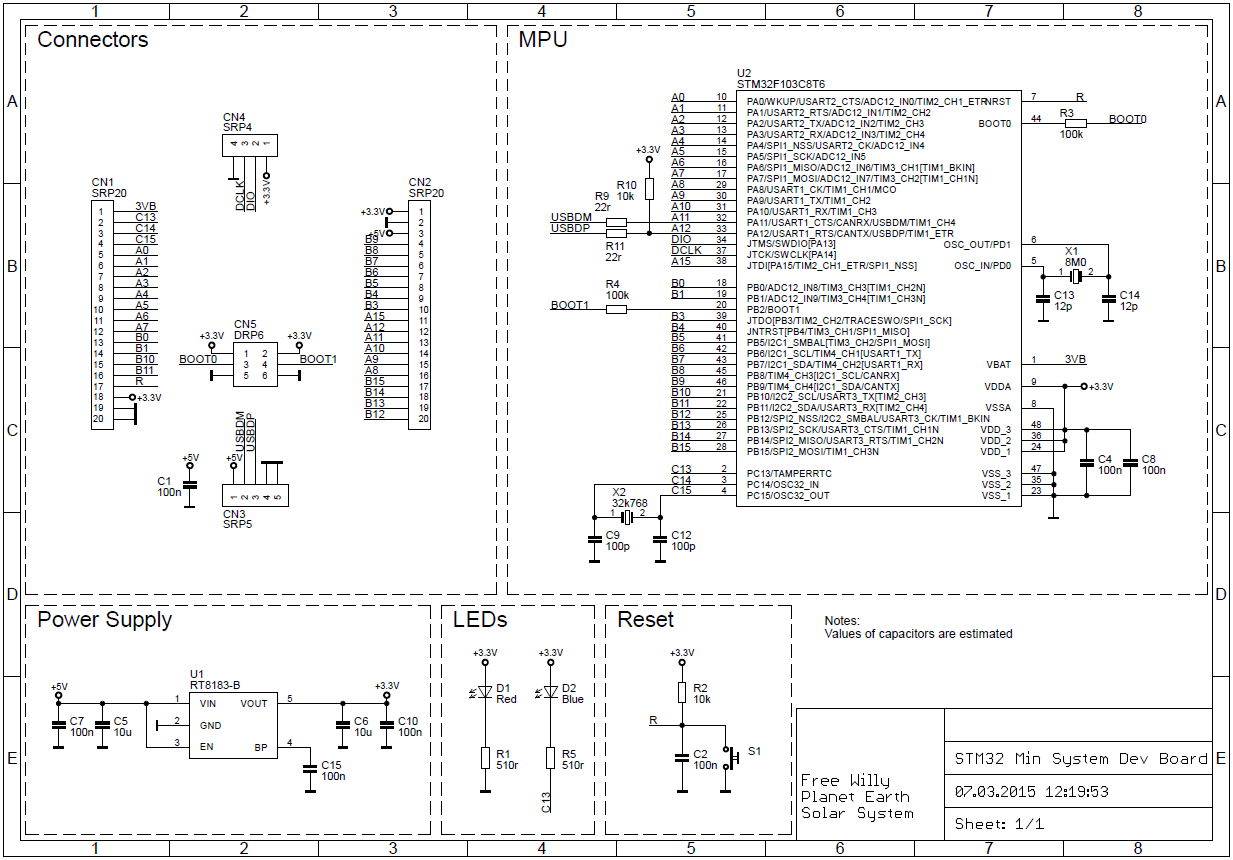 1 2 3 4 5 6 7 8
A
B
C
D
E
A
B
C
D
E
1 2 3 4 5 6 7 8
Connectors
CN4
SRP4
4 3 2 1
DCLK
DIO
+3.3V
CN1
SRP20
1 3VB
2 C13
3 C14
4 C15
5 A0
6 A1
7 A2
8 A3
9 A4
10 A5
11 A6
12 A7
13 B0
14 B1
15 B10
16 B11
17 R
18 +3.3V
19
20
CN2
SRP20
+3.3V 1
2
+5V 3
B9 4
B8 5
B7 6
B6 7
B5 8
B4 9
B3 10
A15 11
A12 12
A11 13
A10 14
A9 15
A8 16
B15 17
B14 18
B13 19
B12 20
CN5
DRP6
+3.3V +3.3V
1 2
BOOT0 3 4 BOOT1
5 6
USBDM
USBDP
+5V +5V
C1
100n
1 2 3 4 5
CN3
SRP5
MPU
U2
STM32F103C8T6
A0 10 PA0/WKUP/USART2_CTS/ADC12_IN0/TIM2_CH1_ETR
A1 11 PA1/USART2_RTS/ADC12_IN1/TIM2_CH2
A2 12 PA2/USART2_TX/ADC12_IN2/TIM2_CH3
A3 13 PA3/USART2_RX/ADC12_IN3/TIM2_CH4
A4 14 PA4/SPI1_NSS/USART2_CK/ADC12_IN4
A5 15 PA5/SPI1_SCK/ADC12_IN5
A6 16 PA6/SPI1_MISO/ADC12_IN6/TIM3_CH1[TIM1_BKIN]
A7 17 PA7/SPI1_MOSI/ADC12_IN7/TIM3_CH2[TIM1_CH1N]
A8 29 PA8/USART1_CK/TIM1_CH1/MCO
A9 30 PA9/USART1_TX/TIM1_CH2
A10 31 PA10/USART1_RX/TIM1_CH3
A11 32 PA11/USART1_CTS/CANRX/USBDM/TIM1_CH4
A12 33 PA12/USART1_RTS/CANTX/USBDP/TIM1_ETR
DIO 34 JTMS/SWDIO[PA13]
DCLK 37 JTCK/SWCLK[PA14]
A15 38 JTDI[PA15/TIM2_CH1_ETR/SPI1_NSS]
B0 18 PB0/ADC12_IN8/TIM3_CH3[TIM1_CH2N]
B1 19 PB1/ADC12_IN9/TIM3_CH4[TIM1_CH3N]
20 PB2/BOOT1
B3 39 JTDO[PB3/TIM2_CH2/TRACESWO/SPI1_SCK]
B4 40 JNTRST[PB4/TIM3_CH1/SPI1_MISO]
B5 41 PB5/I2C1_SMBAL[TIM3_CH2/SPI1_MOSI]
B6 42 PB6/I2C1_SCL/TIM4_CH1[USART1_TX]
B7 43 PB7/I2C1_SDA/TIM4_CH2[USART1_RX]
B8 45 PB8/TIM4_CH3[I2C1_SCL/CANRX]
B9 46 PB9/TIM4_CH4[I2C1_SDA/CANTX]
B10 21 PB10/I2C2_SCL/USART3_TX[TIM2_CH3]
B11 22 PB11/I2C2_SDA/USART3_RX[TIM2_CH4]
B12 25 PB12/SPI2_NSS/I2C2_SMBAL/USART3_CK/TIM1_BKIN
B13 26 PB13/SPI2_SCK/USART3_CTS/TIM1_CH1N
B14 27 PB14/SPI2_MISO/USART3_RTS/TIM1_CH2N
B15 28 PB15/SPI2_MOSI/TIM1_CH3N
C13 2 PC13/TAMPERRTC
C14 3 PC14/OSC32_IN
C15 4 PC15/OSC32_OUT
NRST 7 R
BOOT0 44 BOOT0
R3
100k
OSC_OUT/PD1 6
OSC_IN/PD0 5
X1
8M0
1 2
C13
12p
C14
12p
VBAT 1 3VB
VDDA 9 +3.3V
VSSA 8
VDD_3 48
VDD_2 36
VDD_1 24
VSS_3 47
VSS_2 35
VSS_1 23
C4
100n
C8
100n
+3.3V
R10
10k
R9
22r
USBDM
USBDP
R11
22r
R4
100k
BOOT1
X2
32k768
1 2
C9
100p
C12
100p
Power Supply
+5V
C7
100n
C5
10u
U1
RT8183-B
1 VIN VOUT 5
2 GND
3 EN BP 4
+3.3V
C6
10u
C10
100n
C15
100n
LEDs
+3.3V +3.3V
D1
Red
D2
Blue
R1
510r
R5
510r
C13
Reset
+3.3V
R2
10k
R
C2
100n
S1
Notes:
Values of capacitors are estimated
Free Willy
Planet Earth
Solar System
STM32 Min System Dev Board
07.03.2015 12:19:53
Sheet: 1/1